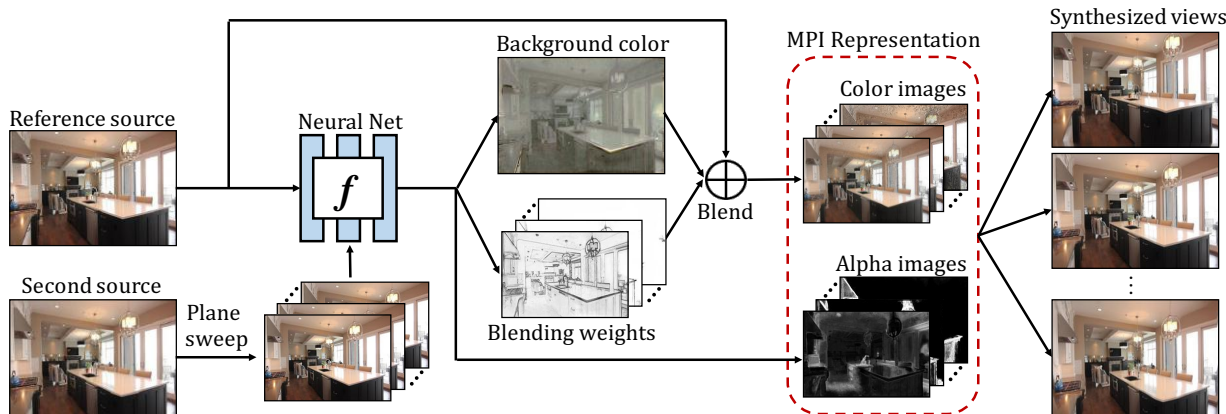 Reference source
Second source
Plane
sweep
Neural Net
f
Background color
Blending weights
Blend
MPI Representation
Color images
Alpha images
Synthesized views